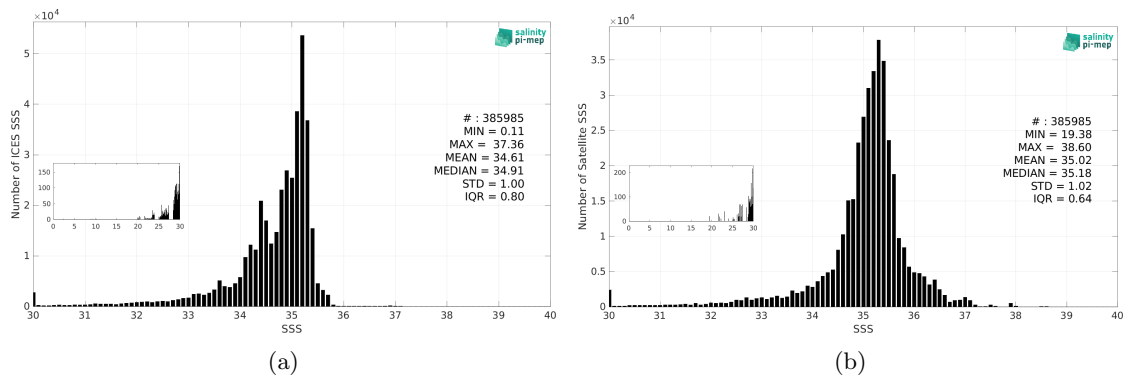 ×10⁴
salinity
pi-mep
Number of ICES SSS
5
4
3
2
1
0
# : 385985
MIN = 0.11
MAX = 37.36
MEAN = 34.61
MEDIAN = 34.91
STD = 1.00
IQR = 0.80
150
100
50
0
0 5 10 15 20 25 30
30 31 32 33 34 35 36 37 38 39 40
SSS
(a)
×10⁴
salinity
pi-mep
Number of Satellite SSS
3.5
3
2.5
2
1.5
1
0.5
0
# : 385985
MIN = 19.38
MAX = 38.60
MEAN = 35.02
MEDIAN = 35.18
STD = 1.02
IQR = 0.64
200
100
0
0 5 10 15 20 25 30
30 31 32 33 34 35 36 37 38 39 40
SSS
(b)